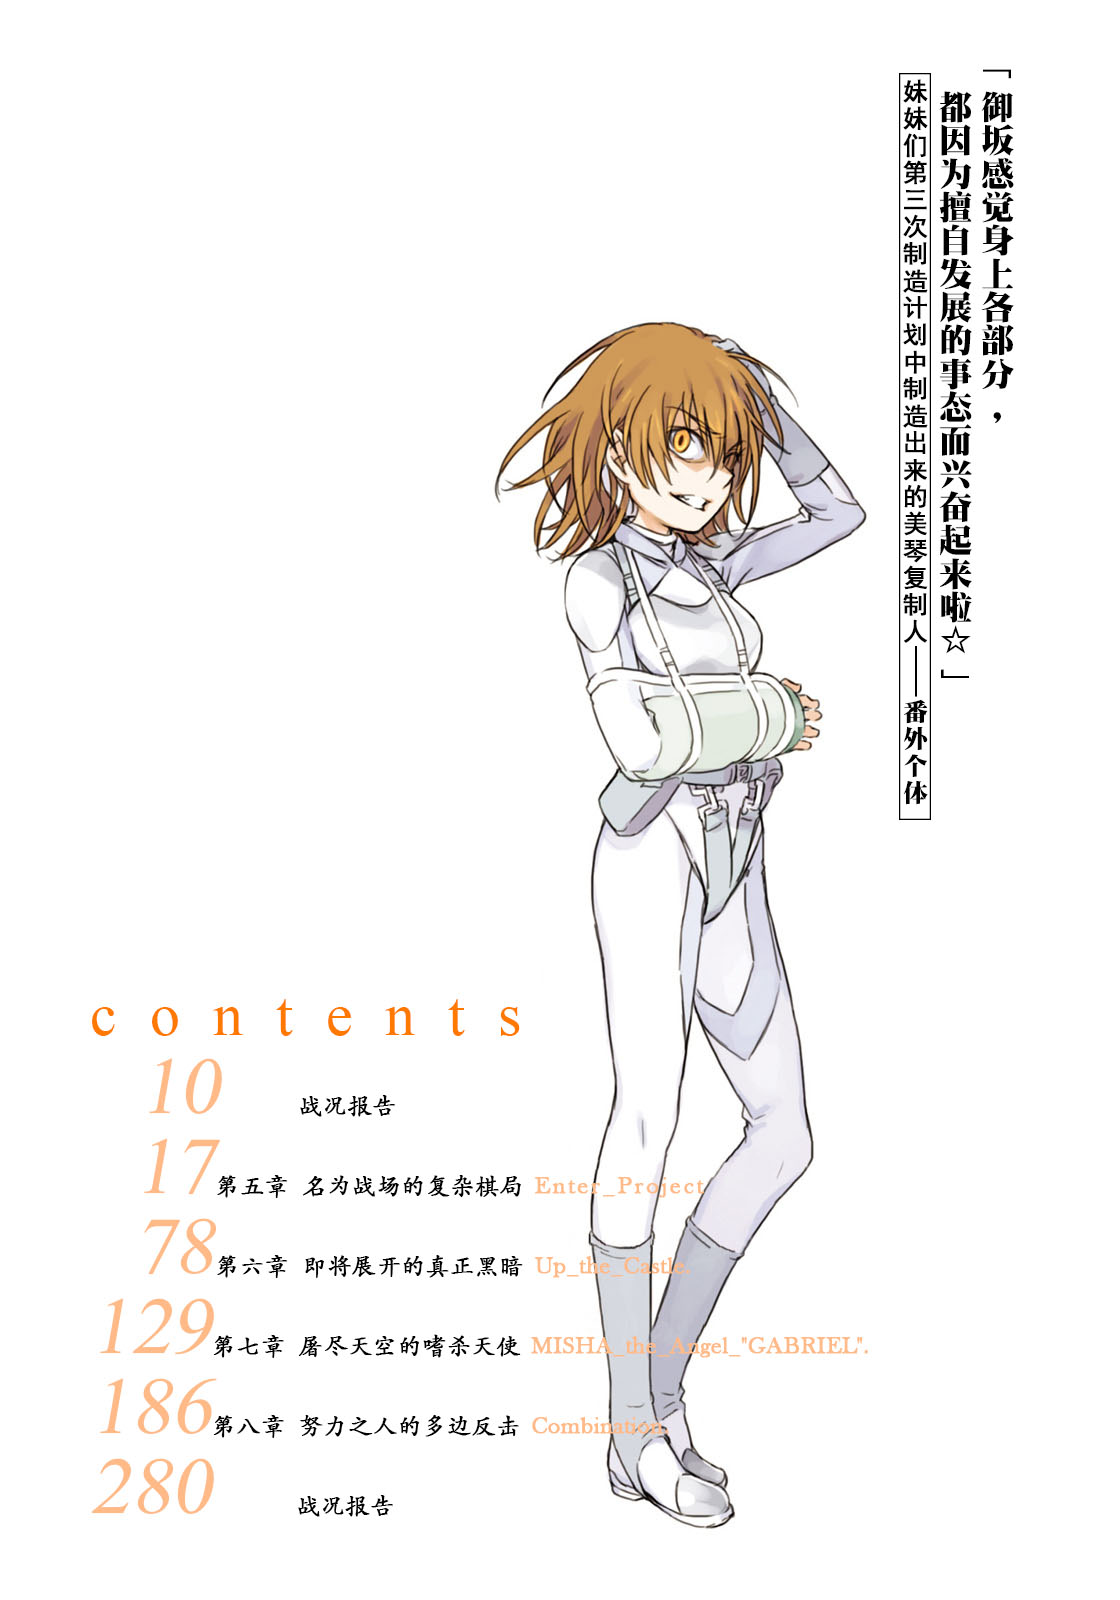 「御坂感觉身上各部分，
都因为擅自发展的事态而兴奋起来啦☆」
妹妹们第三次制造计划中制造出来的美琴复制人——番外个体
contents
10 战况报告
17 第五章 名为战场的复杂棋局 Enter_Project
78 第六章 即将展开的真正黑暗 Up_the_Castle.
129 第七章 屠尽天空的嗜杀天使 MISHA_the_Angel_"GABRIEL".
186 第八章 努力之人的多边反击 Combination.
280 战况报告